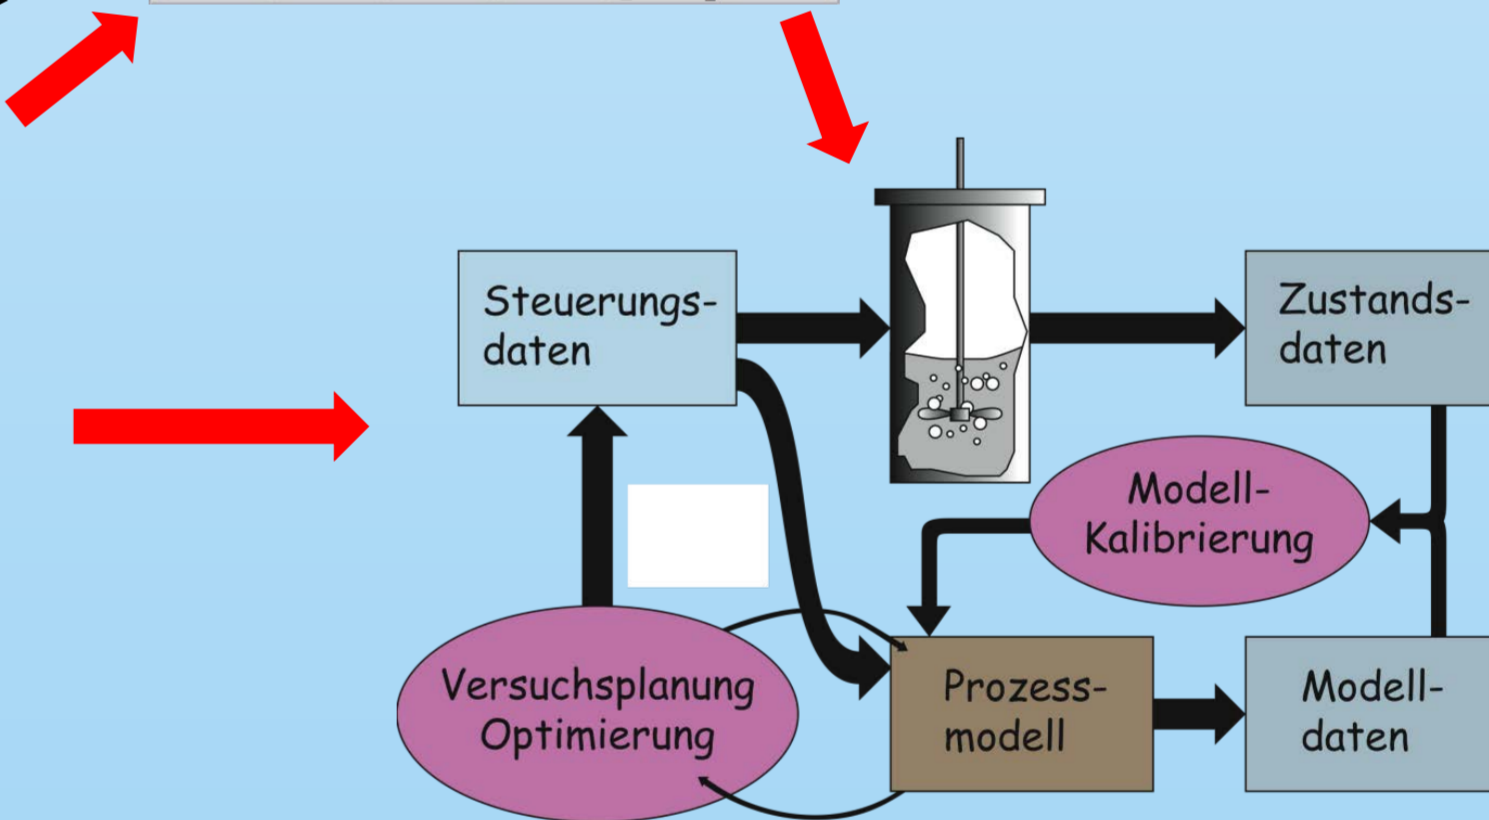 Steuerungs-
daten
Zustands-
daten
Modell-
Kalibrierung
Versuchsplanung
Optimierung
Prozess-
modell
Modell-
daten